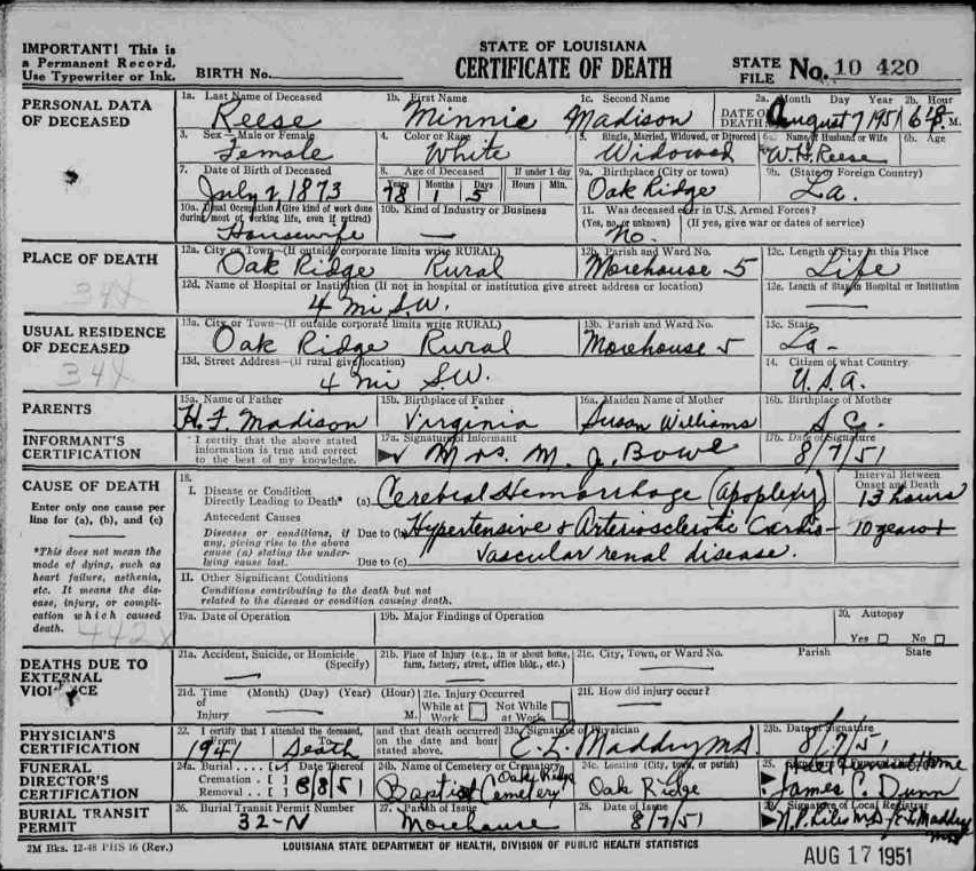 IMPORTANT! This is
a Permanent Record.
Use Typewriter or Ink.
BIRTH No.
STATE OF LOUISIANA
CERTIFICATE OF DEATH
STATE FILE No. 10 420
PERSONAL DATA OF DECEASED
1a. Last Name of Deceased 1b. First Name 1c. Second Name 2a. Month Day Year 2b. Hour
Reese Minnie Madison DATE OF DEATH August 7 1951 M.
3. Sex—Male or Female 4. Color or Race 5. Single, Married, Widowed, or Divorced 6a. Name of Husband or Wife 6b. Age
Female White Widowed W. H. Reese
7. Date of Birth of Deceased 8. Age of Deceased If under 1 day 9a. Birthplace (City or town) 9b. (State or Foreign Country)
Years Months Days Hours Min.
July 2 1873 78 1 5 Oak Ridge La.
10a. Usual Occupation (Give kind of work done during most of working life, even if retired) 10b. Kind of Industry or Business 11. Was deceased ever in U.S. Armed Forces?
(Yes, no, or unknown) (If yes, give war or dates of service)
Housewife — No.
PLACE OF DEATH
12a. City or Town—(If outside corporate limits write RURAL) 12b. Parish and Ward No. 12c. Length of Stay in this Place
Oak Ridge Rural Morehouse 5 Life
12d. Name of Hospital or Institution (If not in hospital or institution give street address or location) 12e. Length of Stay in Hospital or Institution
34X
4 mi S.W. —
USUAL RESIDENCE OF DECEASED
13a. City or Town—(If outside corporate limits write RURAL) 13b. Parish and Ward No. 13c. State
Oak Ridge Rural Morehouse 5 La-
13d. Street Address—(If rural give location) 14. Citizen of what Country
34X
4 mi S.W. U.S.A.
PARENTS
15a. Name of Father 15b. Birthplace of Father 16a. Maiden Name of Mother 16b. Birthplace of Mother
H. F. Madison Virginia Susan Williams S C.
INFORMANT'S CERTIFICATION
I certify that the above stated information is true and correct to the best of my knowledge.
17a. Signature of Informant 17b. Date of Signature
Mrs. M. J. Bowe 8/7/51
CAUSE OF DEATH
Enter only one cause per line for (a), (b), and (c)
*This does not mean the mode of dying, such as heart failure, asthenia, etc. It means the disease, injury, or complication which caused death.
442X
18. Interval Between Onset and Death
I. Disease or Condition Directly Leading to Death* (a) Cerebral Hemorrhage (Apoplexy) 13 hours
Antecedent Causes
Diseases or conditions, if any, giving rise to the above cause (a) stating the underlying cause last.
Due to (b) Hypertensive & Arteriosclerotic Cardio- 10 years +
Due to (c) vascular renal disease.
II. Other Significant Conditions
Conditions contributing to the death but not related to the disease or condition causing death.
19a. Date of Operation 19b. Major Findings of Operation 20. Autopsy
Yes No
DEATHS DUE TO EXTERNAL
21a. Accident, Suicide, or Homicide (Specify) 21b. Place of Injury (e.g., in or about home, farm, factory, street, office bldg., etc.) 21c. City, Town, or Ward No. Parish State
— — —
21d. Time of Injury (Month) (Day) (Year) (Hour) M. 21e. Injury Occurred While at Work Not While at Work 21f. How did injury occur?
PHYSICIAN'S CERTIFICATION
22. I certify that I attended the deceased, From To and that death occurred on the date and hour stated above. 23a. Signature of Physician 23b. Date of Signature
1941 Death E. L. Maddry M.D. 8/7/51
FUNERAL DIRECTOR'S CERTIFICATION
24a. Burial Date Thereof 24b. Name of Cemetery or Crematory 24c. Location (City, town, or parish) 25.
Cremation [ ]
Removal [ ] 8/8/51 Baptist Cemetery Oak Ridge Oak Ridge Funeral Home
James C. Dunn
BURIAL TRANSIT PERMIT
26. Burial Transit Permit Number 27. Parish of Issue 28. Date of Issue Signature of Local Registrar
32-N Morehouse 8/7/51 E. L. Maddry MD
2M Bks. 12-48 PHS 16 (Rev.) LOUISIANA STATE DEPARTMENT OF HEALTH, DIVISION OF PUBLIC HEALTH STATISTICS
AUG 17 1951